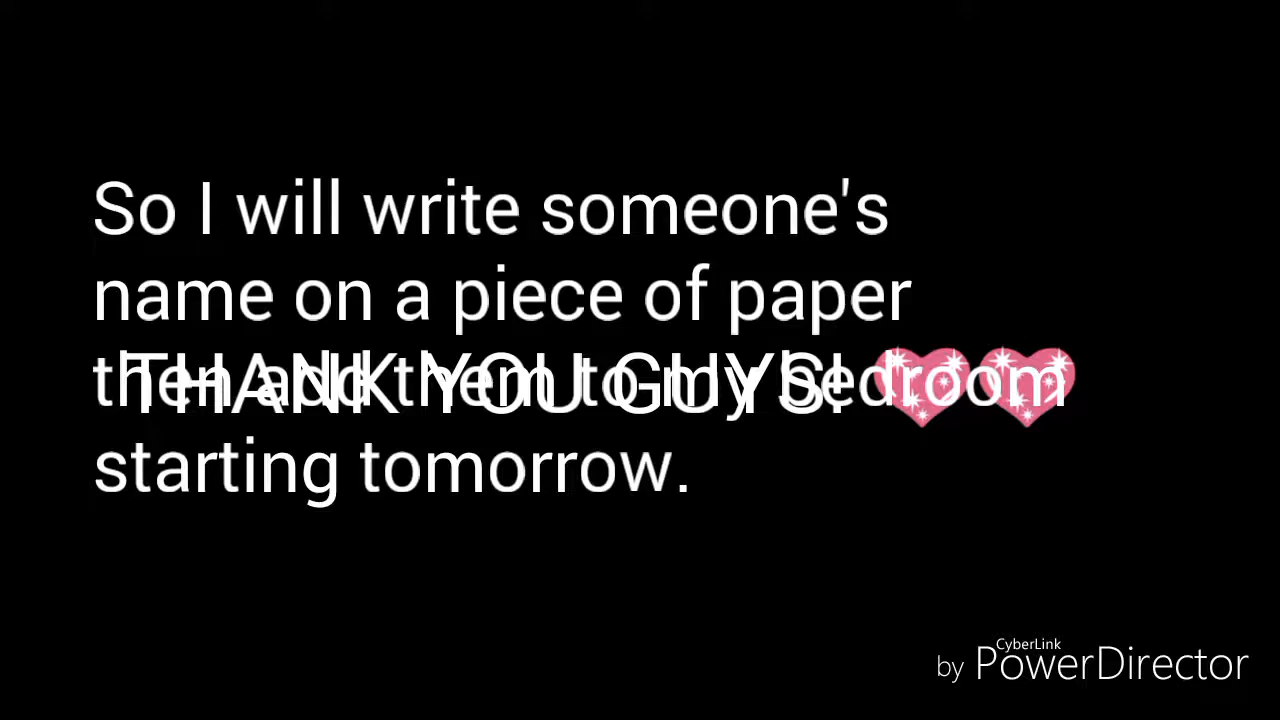 So I will write someone's
name on a piece of paper
then add them to my bedroom
THANK YOU GUYS! 💖💖
starting tomorrow.
CyberLink
by PowerDirector